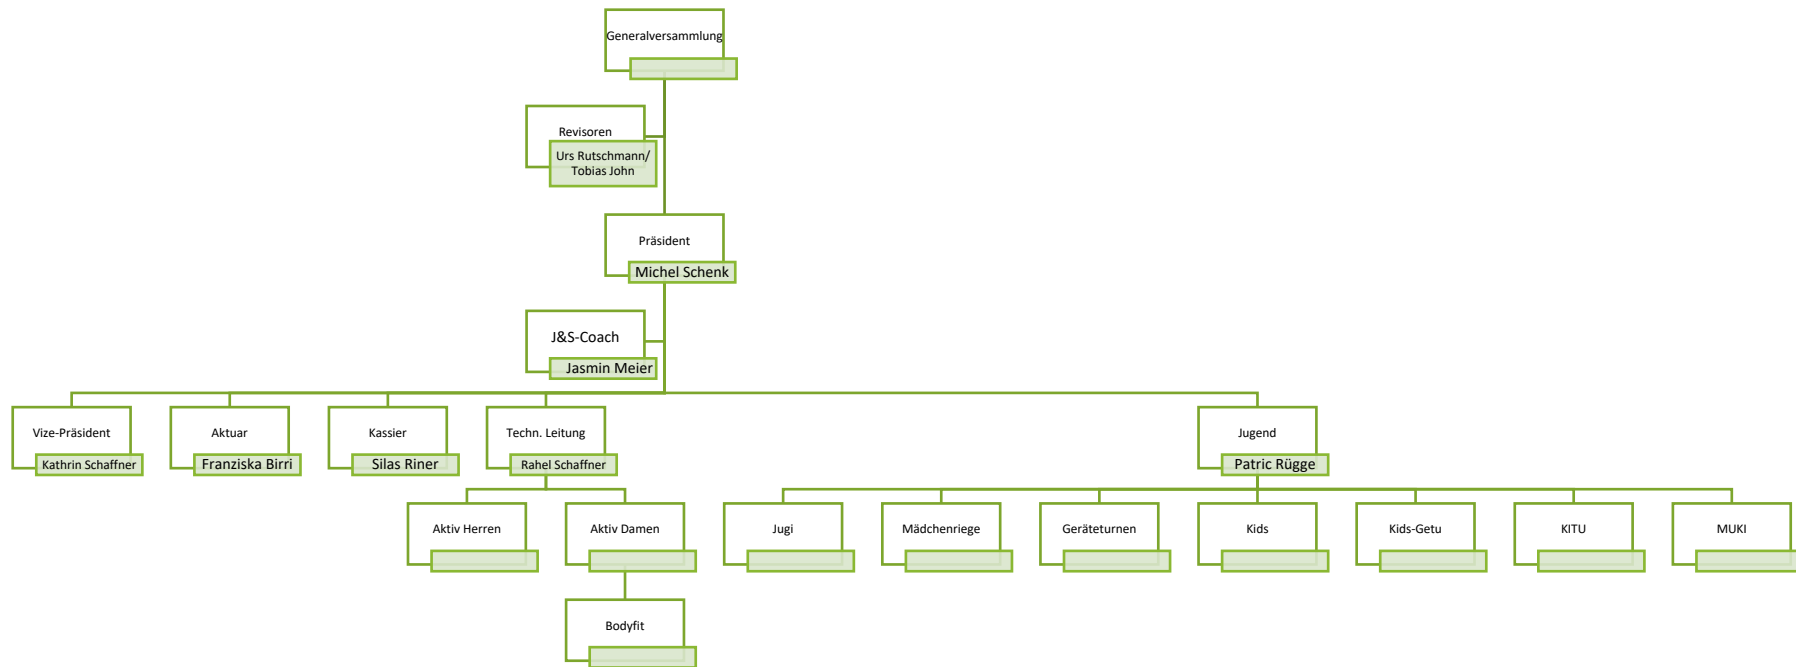 Generalversammlung
Revisoren
Urs Rutschmann/
Tobias John
Präsident
Michel Schenk
J&S-Coach
Jasmin Meier
Vize-Präsident
Kathrin Schaffner
Aktuar
Franziska Birri
Kassier
Silas Riner
Techn. Leitung
Rahel Schaffner
Jugend
Patric Rügge
Aktiv Herren
Aktiv Damen
Jugi
Mädchenriege
Geräteturnen
Kids
Kids-Getu
KITU
MUKI
Bodyfit